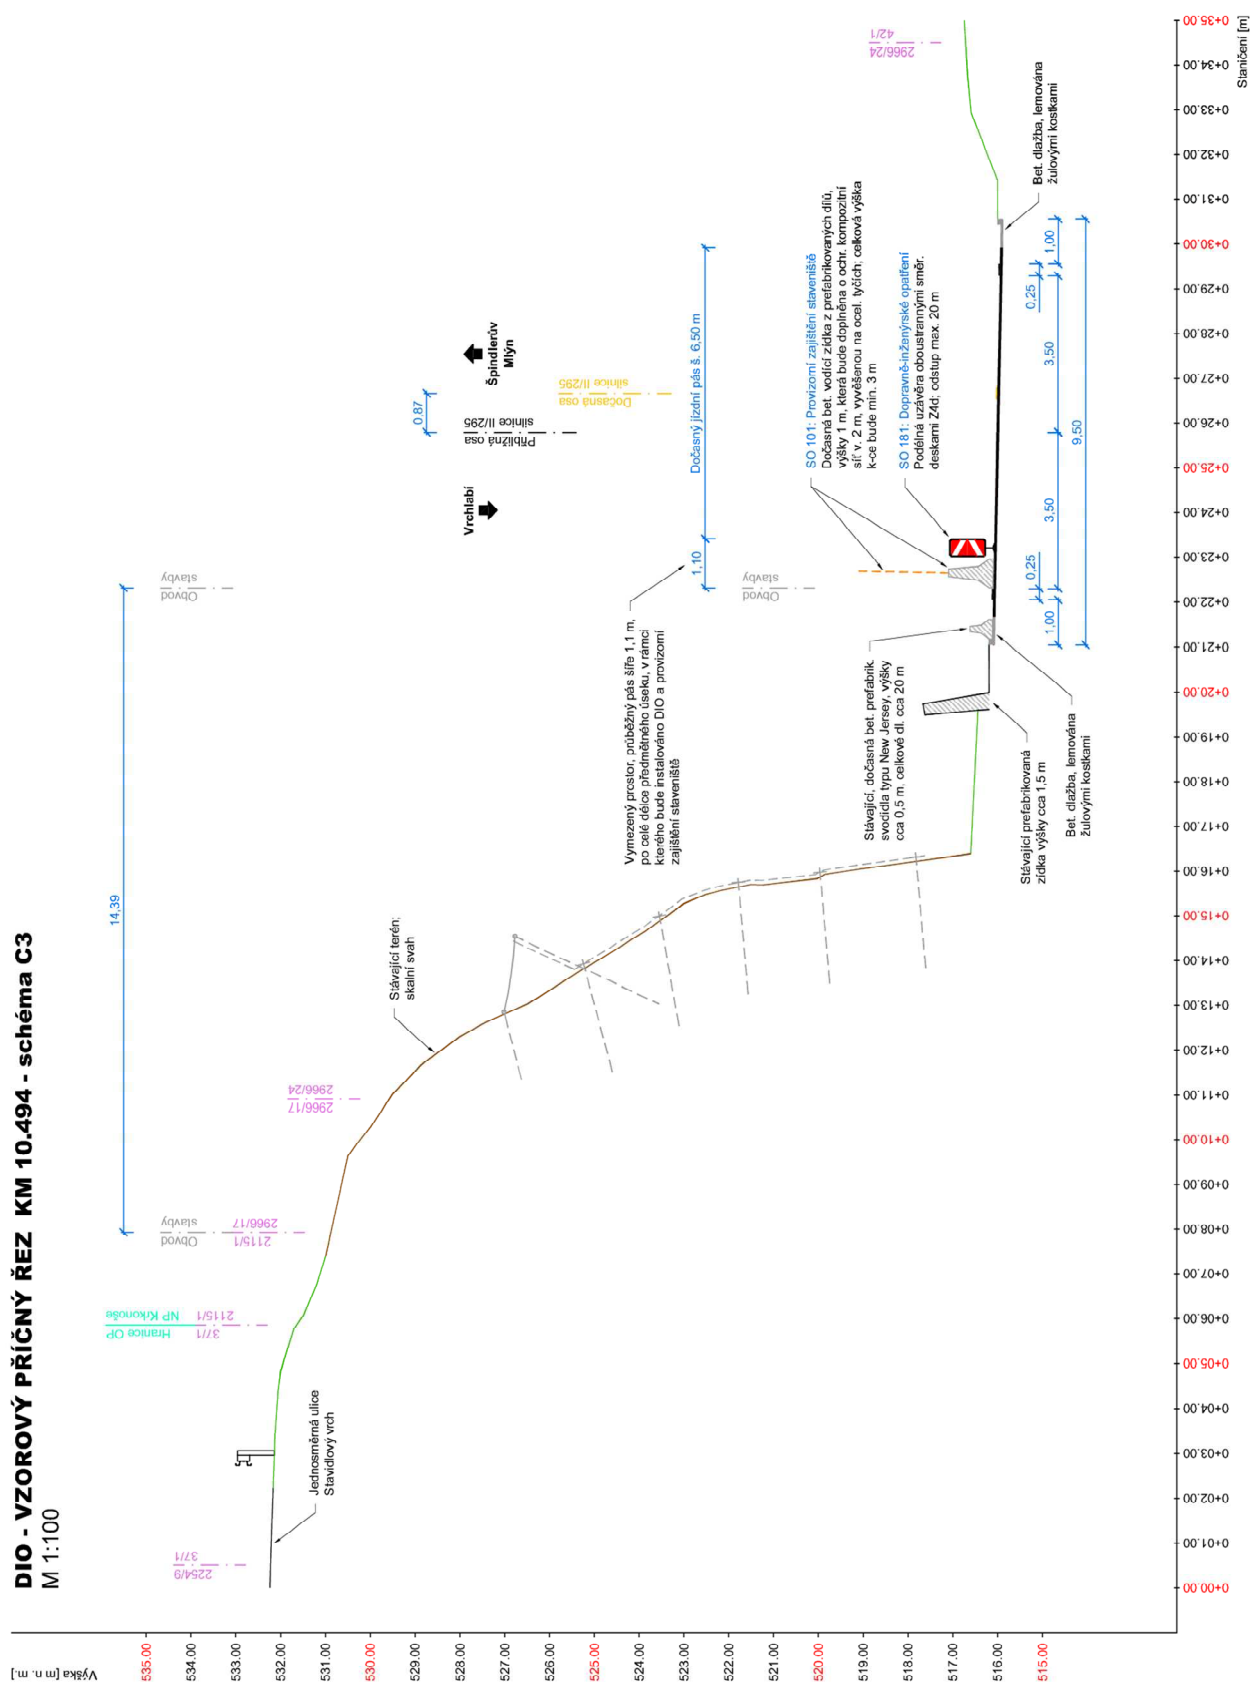 DIO - VZOROVÝ PŘÍČNÝ ŘEZ KM 10.494 - schéma C3
M 1:100
Výška [m n. m.]
535.00
534.00
533.00
532.00
531.00
530.00
529.00
528.00
527.00
526.00
525.00
524.00
523.00
522.00
521.00
520.00
519.00
518.00
517.00
516.00
515.00
2254/9
37/1
Jednosměrná ulice
Stavidlový vrch
Hranice OP
NP Krkonoše
37/1
2115/1
Obvod
stavby
2115/1
2966/17
14,39
2966/17
2966/24
Stávající terén;
skalní svah
Obvod
stavby
Vrchlabí
Špindlerův
Mlýn
0,87
Přibližná osa
silnice II/295
Dočasná osa
silnice II/295
Vymezený prostor, průběžný pás šíře 1,1 m,
po celé délce předmětného úseku, v rámci
kterého bude instalováno DIO a provizorní
zajištění staveniště
1,10
Dočasný jízdní pás š. 6,50 m
Obvod
stavby
SO 101: Provizorní zajištění staveniště
Dočasná bet. vodící zídka z prefabrikovaných dílů,
výšky 1 m, která bude doplněna o ochr. kompozitní
síť v. 2 m, vyvěšenou na ocel. tyčích; celková výška
k-ce bude min. 3 m
SO 181: Dopravně-inženýrské opatření
Podélná uzávěra oboustrannými směr.
deskami Z4d; odstup max. 20 m
Stávající, dočasná bet. prefabrik.
svodidla typu New Jersey, výšky
cca 0,5 m. celkové dl. cca 20 m
Stávající prefabrikovaná
zídka výšky cca 1,5 m
Bet. dlažba, lemována
žulovými kostkami
Bet. dlažba, lemována
žulovými kostkami
2966/24
42/1
0,25
0,25
1,00
3,50
3,50
1,00
9,50
0+00.00
0+01.00
0+02.00
0+03.00
0+04.00
0+05.00
0+06.00
0+07.00
0+08.00
0+09.00
0+10.00
0+11.00
0+12.00
0+13.00
0+14.00
0+15.00
0+16.00
0+17.00
0+18.00
0+19.00
0+20.00
0+21.00
0+22.00
0+23.00
0+24.00
0+25.00
0+26.00
0+27.00
0+28.00
0+29.00
0+30.00
0+31.00
0+32.00
0+33.00
0+34.00
0+35.00
Staničení [m]